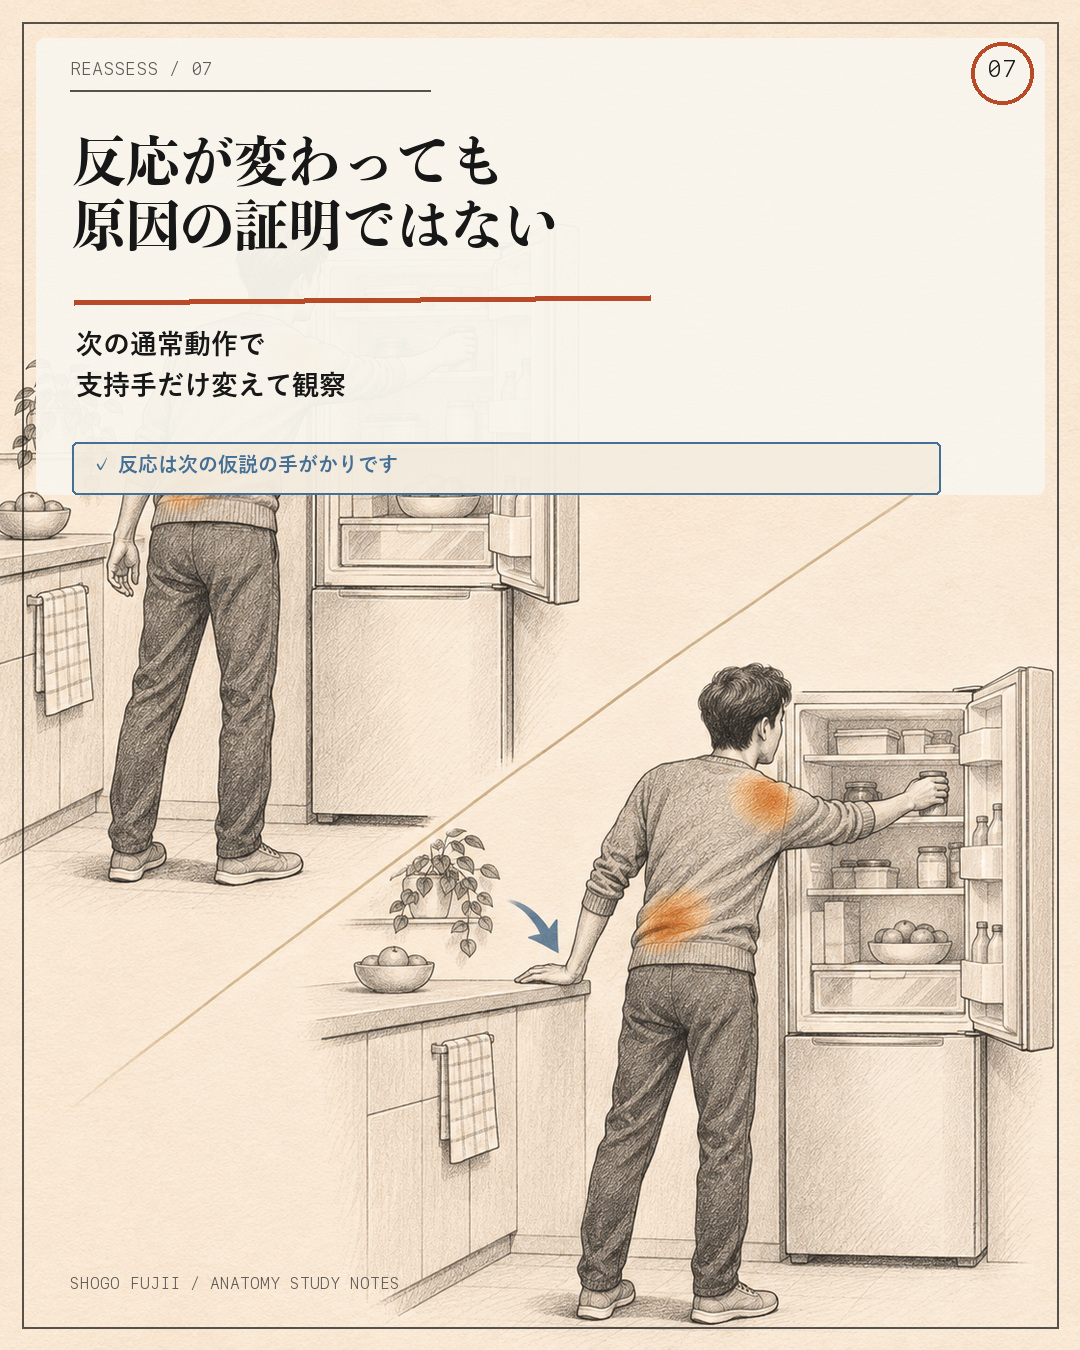 REASSESS / 07
07
反応が変わっても
原因の証明ではない
次の通常動作で
支持手だけ変えて観察
✓ 反応は次の仮説の手がかりです
SHOGO FUJII / ANATOMY STUDY NOTES